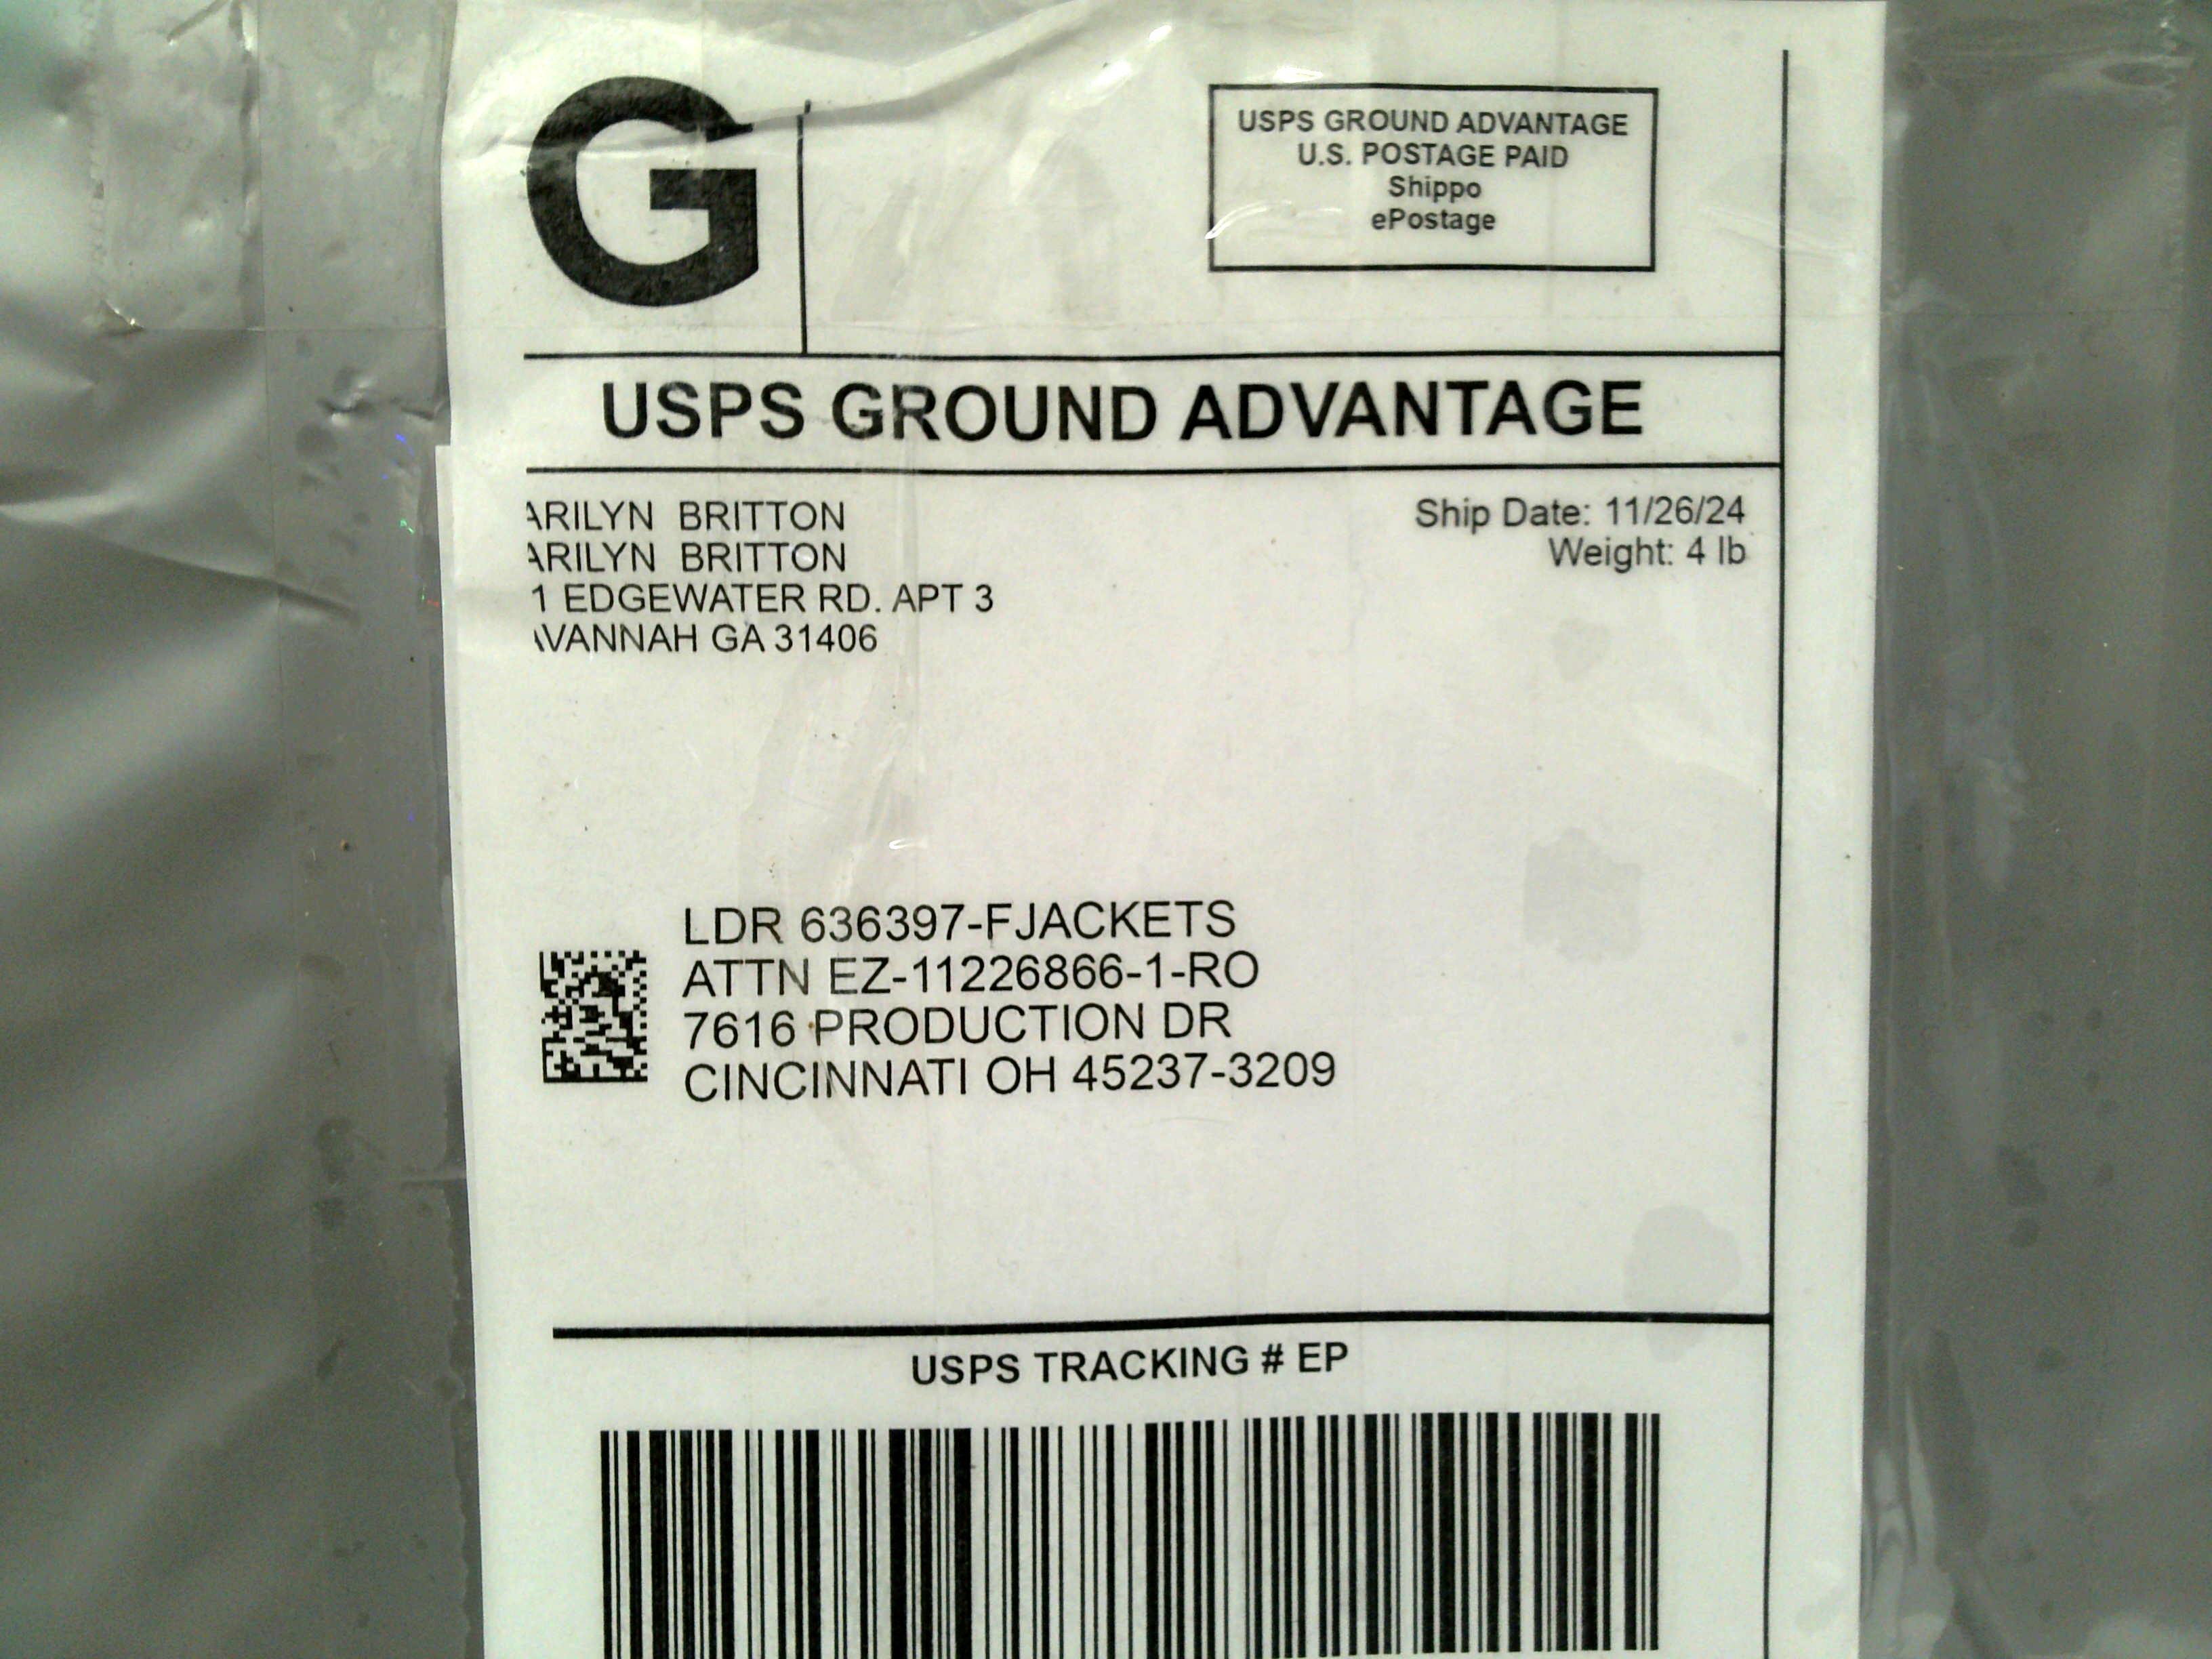 G
USPS GROUND ADVANTAGE
U.S. POSTAGE PAID
Shippo
ePostage
USPS GROUND ADVANTAGE
ARILYN BRITTON
ARILYN BRITTON
1 EDGEWATER RD. APT 3
AVANNAH GA 31406
Ship Date: 11/26/24
Weight: 4 lb
LDR 636397-FJACKETS
ATTN EZ-11226866-1-RO
7616 PRODUCTION DR
CINCINNATI OH 45237-3209
USPS TRACKING # EP